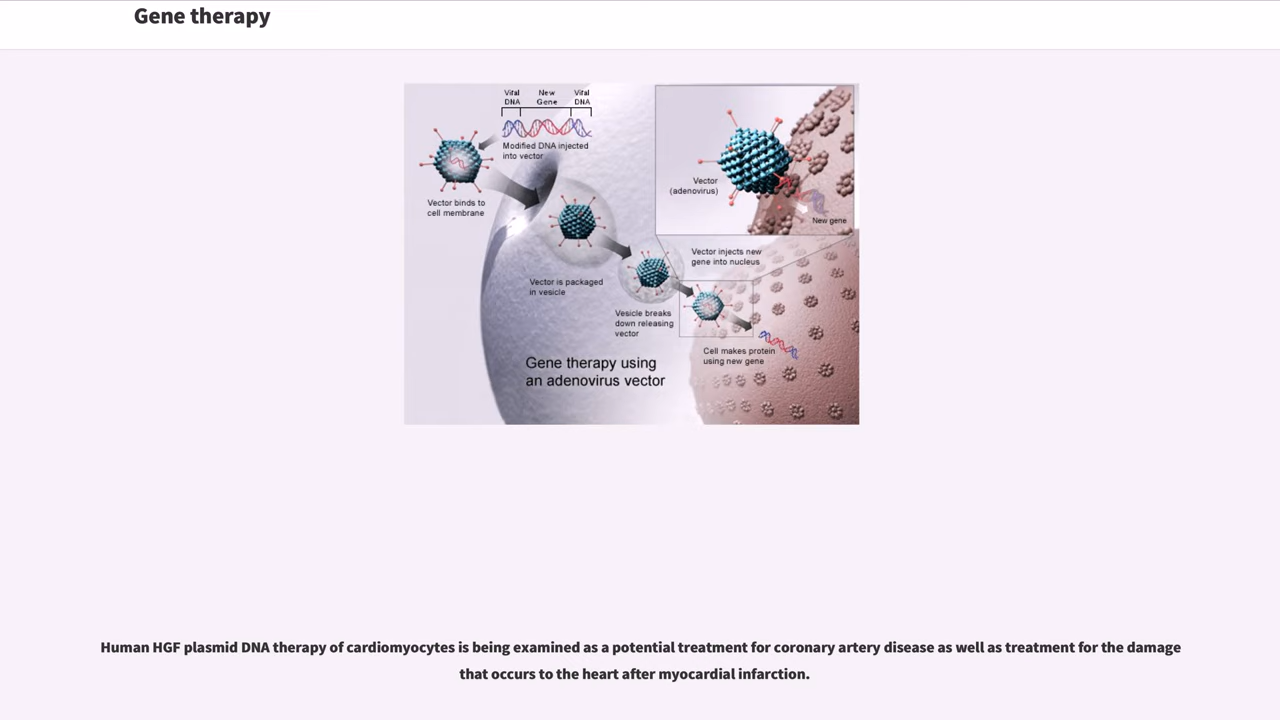 Gene therapy
Viral
DNA
New
Gene
Viral
DNA
Modified DNA injected
into vector
Vector binds to
cell membrane
Vector is packaged
in vesicle
Vesicle breaks
down releasing
vector
Vector injects new
gene into nucleus
Cell makes protein
using new gene
Vector
(adenovirus)
New gene
Gene therapy using
an adenovirus vector
Human HGF plasmid DNA therapy of cardiomyocytes is being examined as a potential treatment for coronary artery disease as well as treatment for the damage
that occurs to the heart after myocardial infarction.